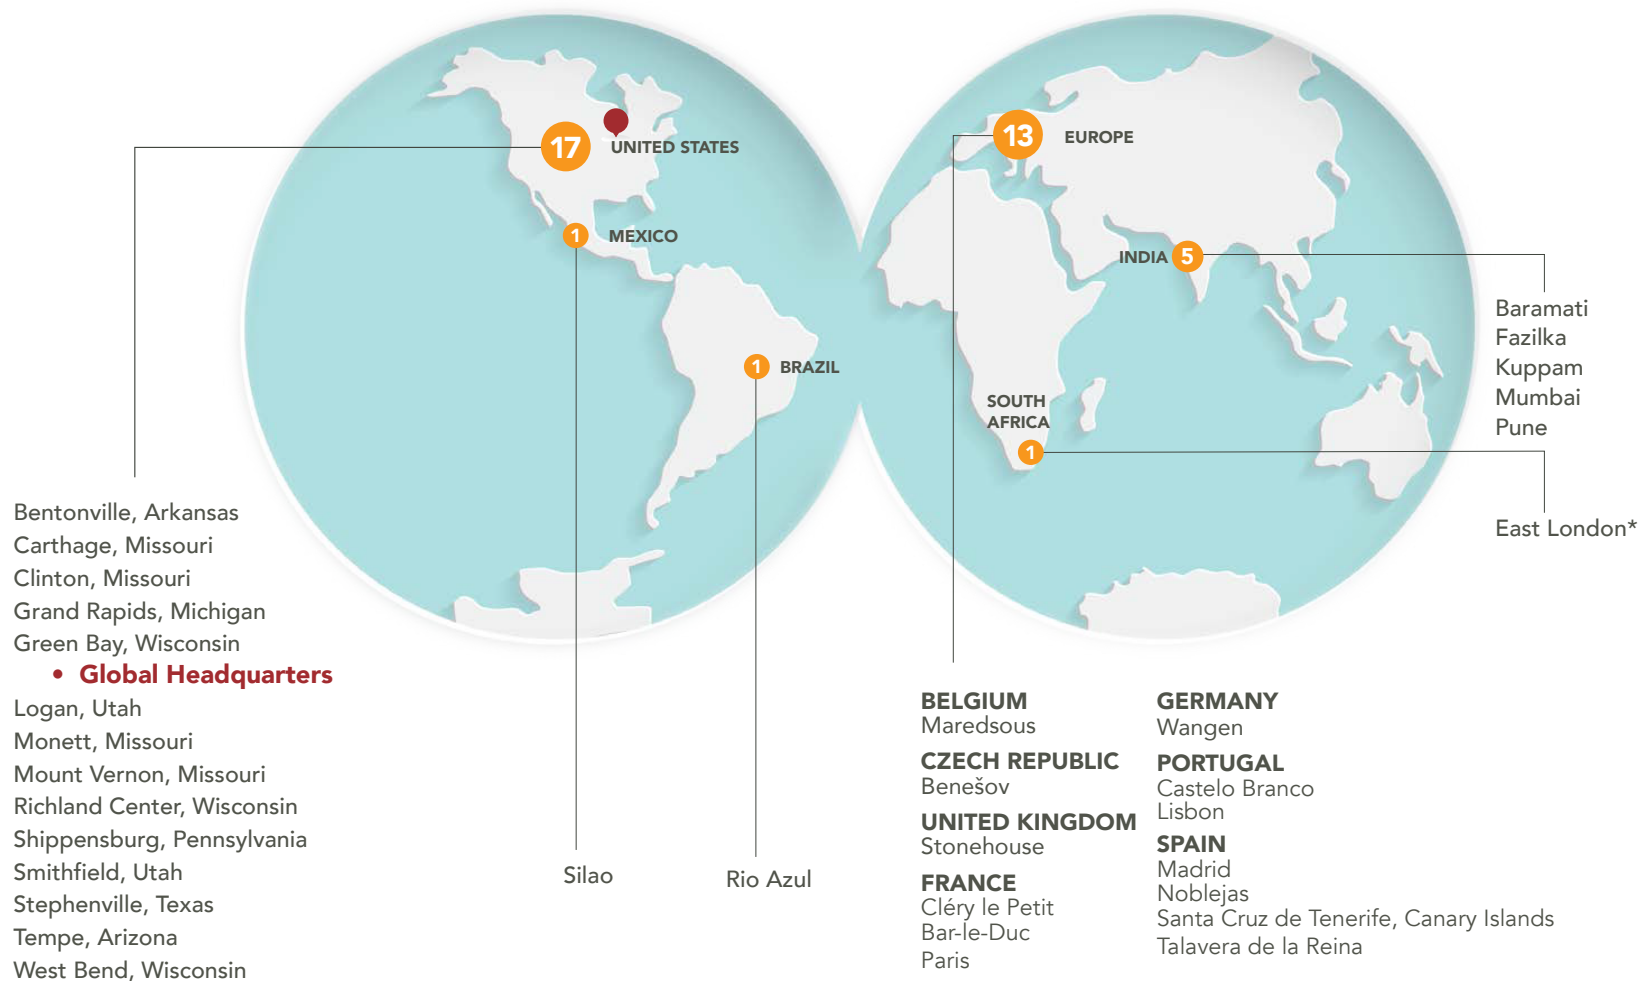 17
UNITED STATES
1
MEXICO
1
BRAZIL
13
EUROPE
INDIA
5
SOUTH
AFRICA
1
Bentonville, Arkansas
Carthage, Missouri
Clinton, Missouri
Grand Rapids, Michigan
Green Bay, Wisconsin
• Global Headquarters
Logan, Utah
Monett, Missouri
Mount Vernon, Missouri
Richland Center, Wisconsin
Shippensburg, Pennsylvania
Smithfield, Utah
Stephenville, Texas
Tempe, Arizona
West Bend, Wisconsin
Silao
Rio Azul
BELGIUM
Maredsous
CZECH REPUBLIC
Benešov
UNITED KINGDOM
Stonehouse
FRANCE
Cléry le Petit
Bar-le-Duc
Paris
GERMANY
Wangen
PORTUGAL
Castelo Branco
Lisbon
SPAIN
Madrid
Noblejas
Santa Cruz de Tenerife, Canary Islands
Talavera de la Reina
Baramati
Fazilka
Kuppam
Mumbai
Pune
East London*